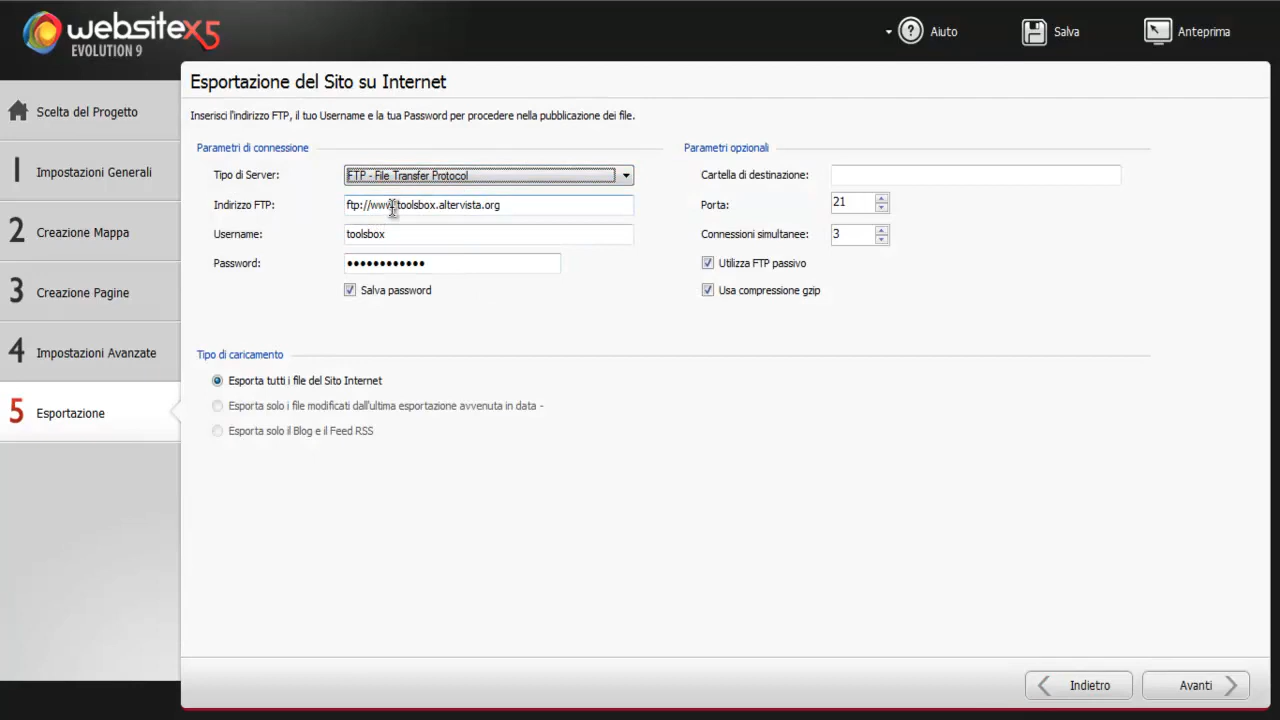 websitex5
EVOLUTION 9
Aiuto
Salva
Anteprima
Scelta del Progetto
1 Impostazioni Generali
2 Creazione Mappa
3 Creazione Pagine
4 Impostazioni Avanzate
5 Esportazione
Esportazione del Sito su Internet
Inserisci l'indirizzo FTP, il tuo Username e la tua Password per procedere nella pubblicazione dei file.
Parametri di connessione
Tipo di Server: FTP - File Transfer Protocol
Indirizzo FTP: ftp://www.toolsbox.altervista.org
Username: toolsbox
Password: ••••••••••••
Salva password
Parametri opzionali
Cartella di destinazione:
Porta: 21
Connessioni simultanee: 3
Utilizza FTP passivo
Usa compressione gzip
Tipo di caricamento
Esporta tutti i file del Sito Internet
Esporta solo i file modificati dall'ultima esportazione avvenuta in data -
Esporta solo il Blog e il Feed RSS
Indietro
Avanti